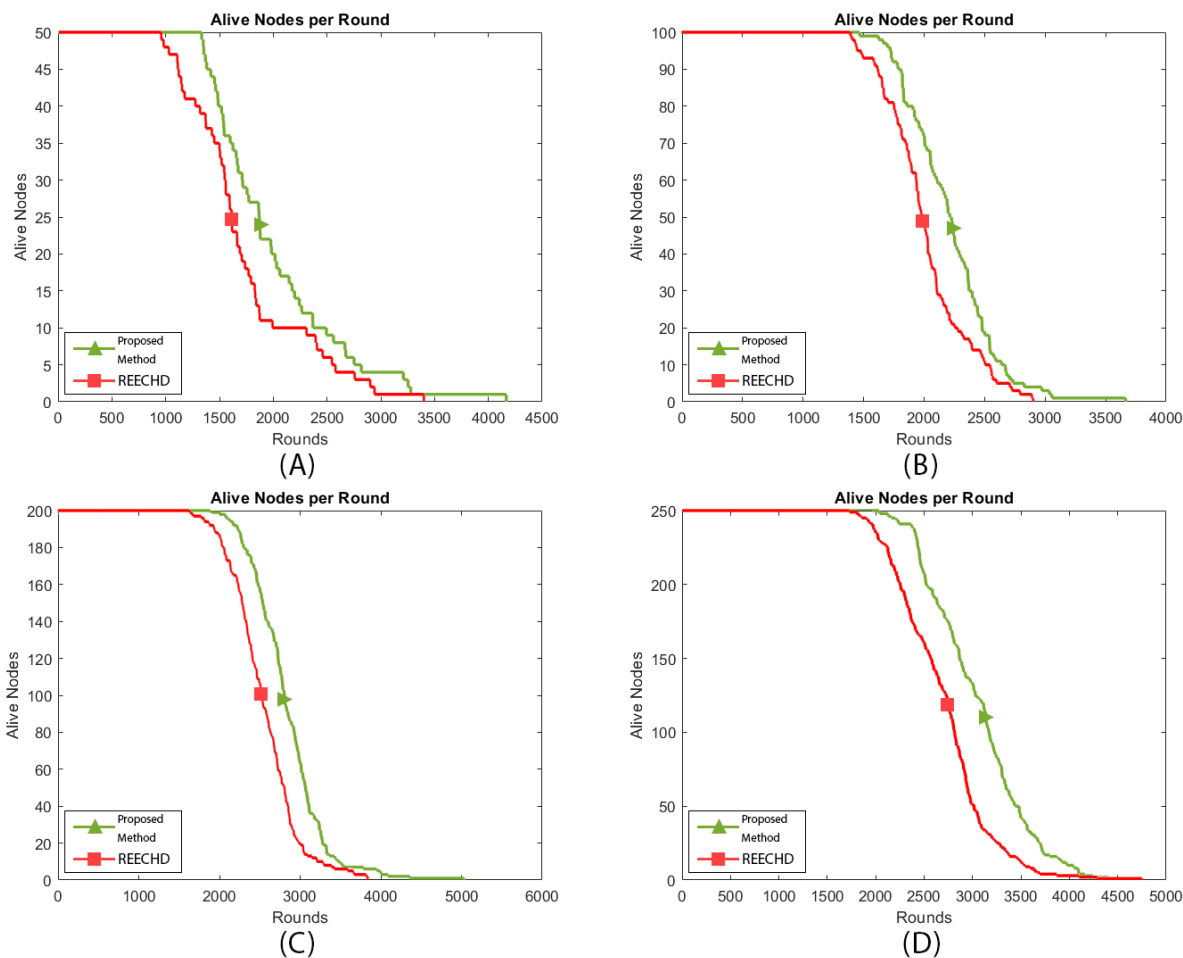 Alive Nodes per Round
50
45
40
35
30
25
20
15
10
5
0
Alive Nodes
Proposed
Method
REECHD
0 500 1000 1500 2000 2500 3000 3500 4000 4500
Rounds
(A)
Alive Nodes per Round
100
90
80
70
60
50
40
30
20
10
0
Alive Nodes
Proposed
Method
REECHD
0 500 1000 1500 2000 2500 3000 3500 4000
Rounds
(B)
Alive Nodes per Round
200
180
160
140
120
100
80
60
40
20
0
Alive Nodes
Proposed
Method
REECHD
0 1000 2000 3000 4000 5000 6000
Rounds
(C)
Alive Nodes per Round
250
200
150
100
50
0
Alive Nodes
Proposed
Method
REECHD
0 500 1000 1500 2000 2500 3000 3500 4000 4500 5000
Rounds
(D)